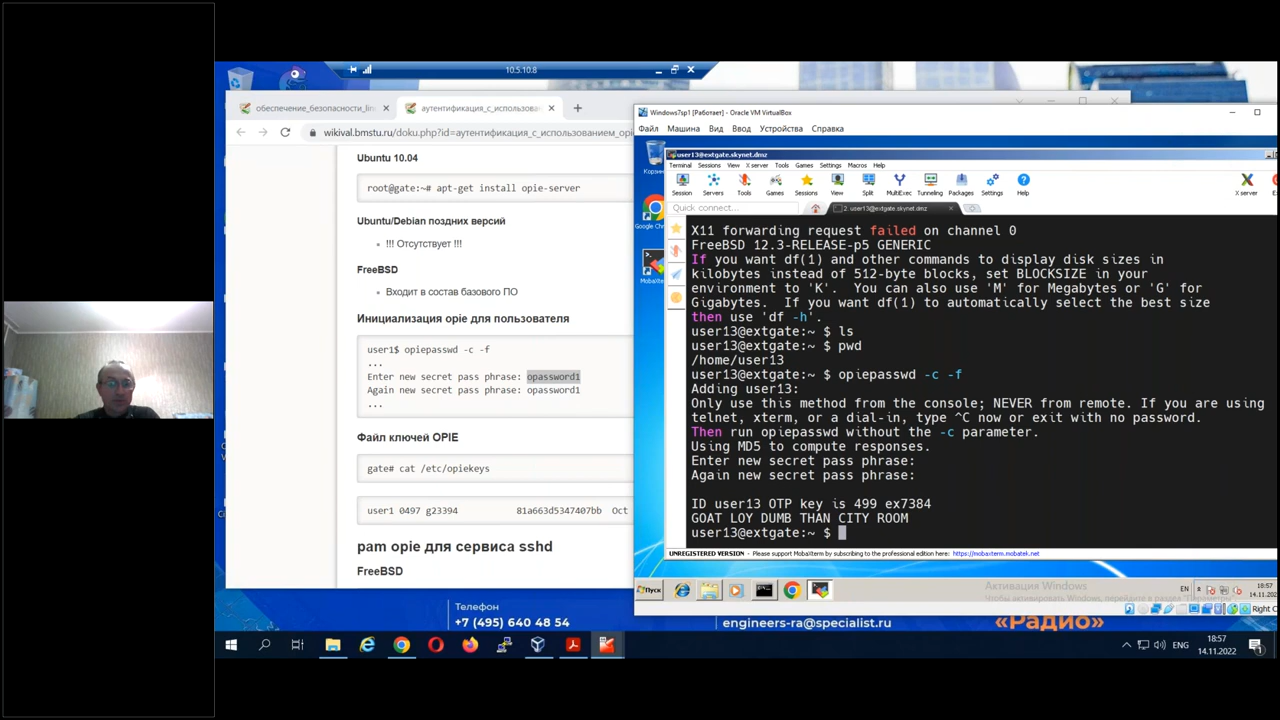 10.5.10.8
обеспечение_безопасности_lin
аутентификация_с_использован
wikival.bmstu.ru/doku.php?id=аутентификация_с_использованием_opi
Ubuntu 10.04
root@gate:~# apt-get install opie-server
Ubuntu/Debian поздних версий
!!! Отсутствует !!!
FreeBSD
Входит в состав базового ПО
Инициализация opie для пользователя
user1$ opiepasswd -c -f
...
Enter new secret pass phrase: opassword1
Again new secret pass phrase: opassword1
...
Файл ключей OPIE
gate# cat /etc/opiekeys
user1 0497 g23394 81a663d5347407bb Oct
pam opie для сервиса sshd
FreeBSD
Windows7sp1 [Работает] - Oracle VM VirtualBox
Файл Машина Вид Ввод Устройства Справка
Корзин
Google Chr
MobaXter
user13@extgate.skynet.dmz
Terminal Sessions View X server Tools Games Settings Macros Help
Session Servers Tools Games Sessions View Split MultiExec Tunneling Packages Settings Help X server
Quick connect...
2. user13@extgate.skynet.dmz
X11 forwarding request failed on channel 0
FreeBSD 12.3-RELEASE-p5 GENERIC
If you want df(1) and other commands to display disk sizes in
kilobytes instead of 512-byte blocks, set BLOCKSIZE in your
environment to 'K'.  You can also use 'M' for Megabytes or 'G' for
Gigabytes.  If you want df(1) to automatically select the best size
then use 'df -h'.
user13@extgate:~ $ ls
user13@extgate:~ $ pwd
/home/user13
user13@extgate:~ $ opiepasswd -c -f
Adding user13:
Only use this method from the console; NEVER from remote. If you are using
telnet, xterm, or a dial-in, type ^C now or exit with no password.
Then run opiepasswd without the -c parameter.
Using MD5 to compute responses.
Enter new secret pass phrase:
Again new secret pass phrase:
ID user13 OTP key is 499 ex7384
GOAT LOY DUMB THAN CITY ROOM
user13@extgate:~ $
UNREGISTERED VERSION - Please support MobaXterm by subscribing to the professional edition here: https://mobaxterm.mobatek.net
Активация Windows
Чтобы активировать Windows, перейдите в раздел "Параметры"
Пуск
EN
18:57
14.11.202
Right C
Телефон
+7 (495) 640 48 54
engineers-ra@specialist.ru
«Радио»
ENG
18:57
14.11.2022